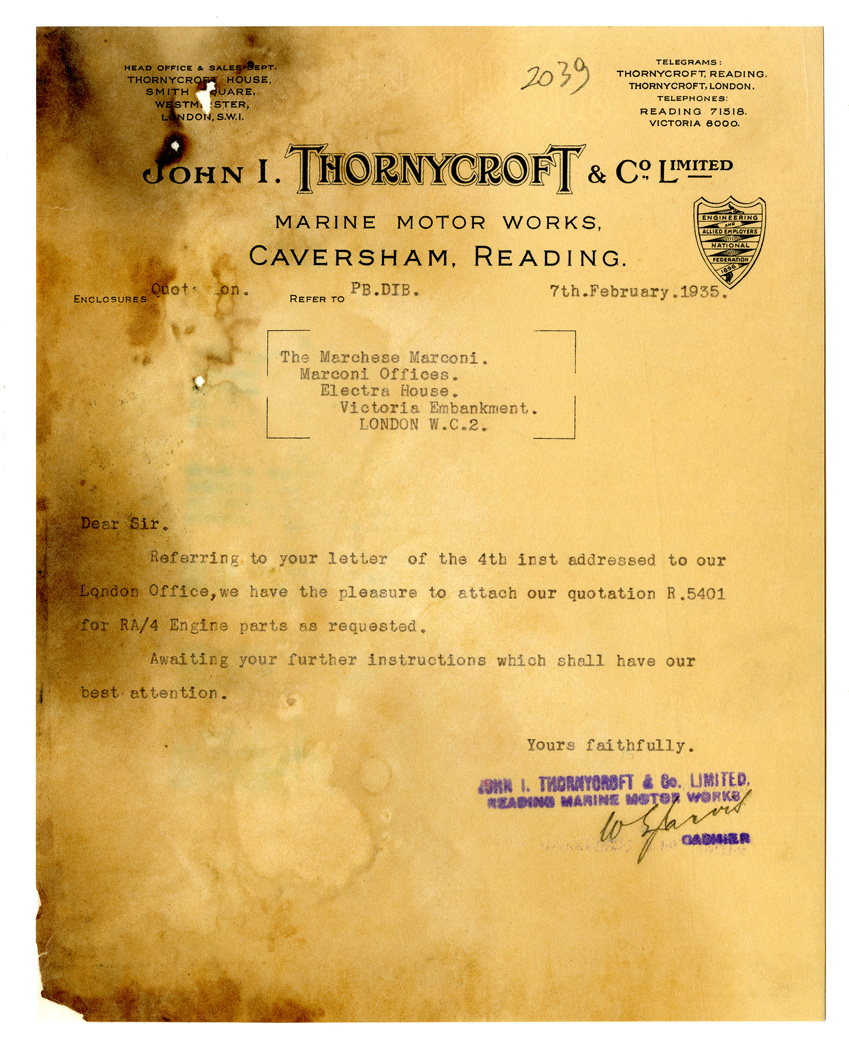 HEAD OFFICE & SALES DEPT.
THORNYCROFT HOUSE,
SMITH SQUARE,
WESTMINSTER,
LONDON, S.W.I.
2039
TELEGRAMS:
THORNYCROFT, READING.
THORNYCROFT, LONDON.
TELEPHONES:
READING 71518.
VICTORIA 8000.
JOHN I. THORNYCROFT & CO., LIMITED
MARINE MOTOR WORKS,
CAVERSHAM, READING.
ENGINEERING
AND
ALLIED EMPLOYERS
NATIONAL
FEDERATION
1896
ENCLOSURES Quotation. REFER TO PB.DIB. 7th.February.1935.
The Marchese Marconi.
Marconi Offices.
Electra House.
Victoria Embankment.
LONDON W.C.2.
Dear Sir.
Referring to your letter of the 4th inst addressed to our
London Office,we have the pleasure to attach our quotation R.5401
for RA/4 Engine parts as requested.
Awaiting your further instructions which shall have our
best attention.
Yours faithfully.
JOHN I. THORNYCROFT & Co. LIMITED,
READING MARINE MOTOR WORKS
CASHIER